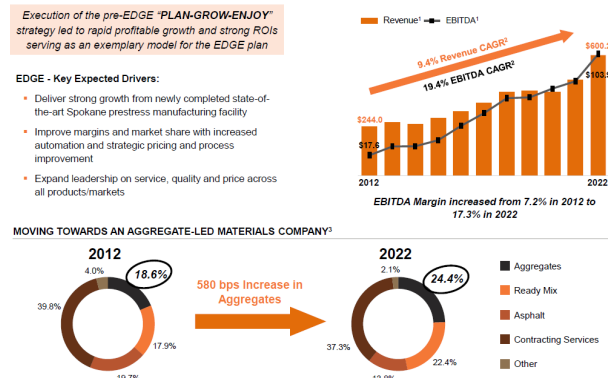 Execution of the pre-EDGE "PLAN-GROW-ENJOY"
strategy led to rapid profitable growth and strong ROIs
serving as an exemplary model for the EDGE plan
EDGE - Key Expected Drivers:
▪ Deliver strong growth from newly completed state-of-
the-art Spokane prestress manufacturing facility
▪ Improve margins and market share with increased
automation and strategic pricing and process
improvement
▪ Expand leadership on service, quality and price across
all products/markets
Revenue¹ EBITDA¹
9.4% Revenue CAGR²
19.4% EBITDA CAGR²
$244.0
$17.6
2012
2022
EBITDA Margin increased from 7.2% in 2012 to
17.3% in 2022
MOVING TOWARDS AN AGGREGATE-LED MATERIALS COMPANY³
2012
4.0%
18.6%
39.8%
17.9%
580 bps Increase in
Aggregates
2022
2.1%
24.4%
37.3%
22.4%
Aggregates
Ready Mix
Asphalt
Contracting Services
Other